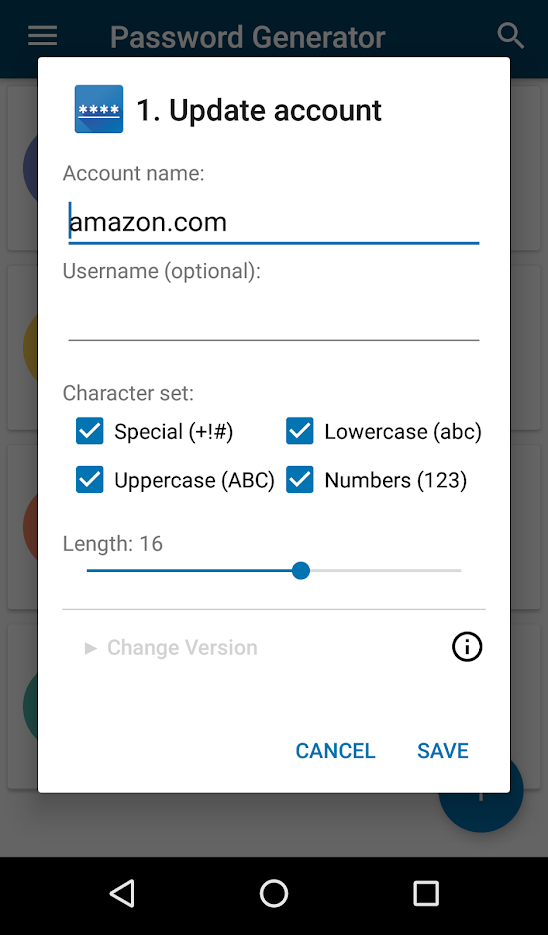 Password Generator
****
1. Update account
Account name:
amazon.com
Username (optional):
Character set:
Special (+!#)
Lowercase (abc)
Uppercase (ABC)
Numbers (123)
Length: 16
► Change Version
CANCEL
SAVE